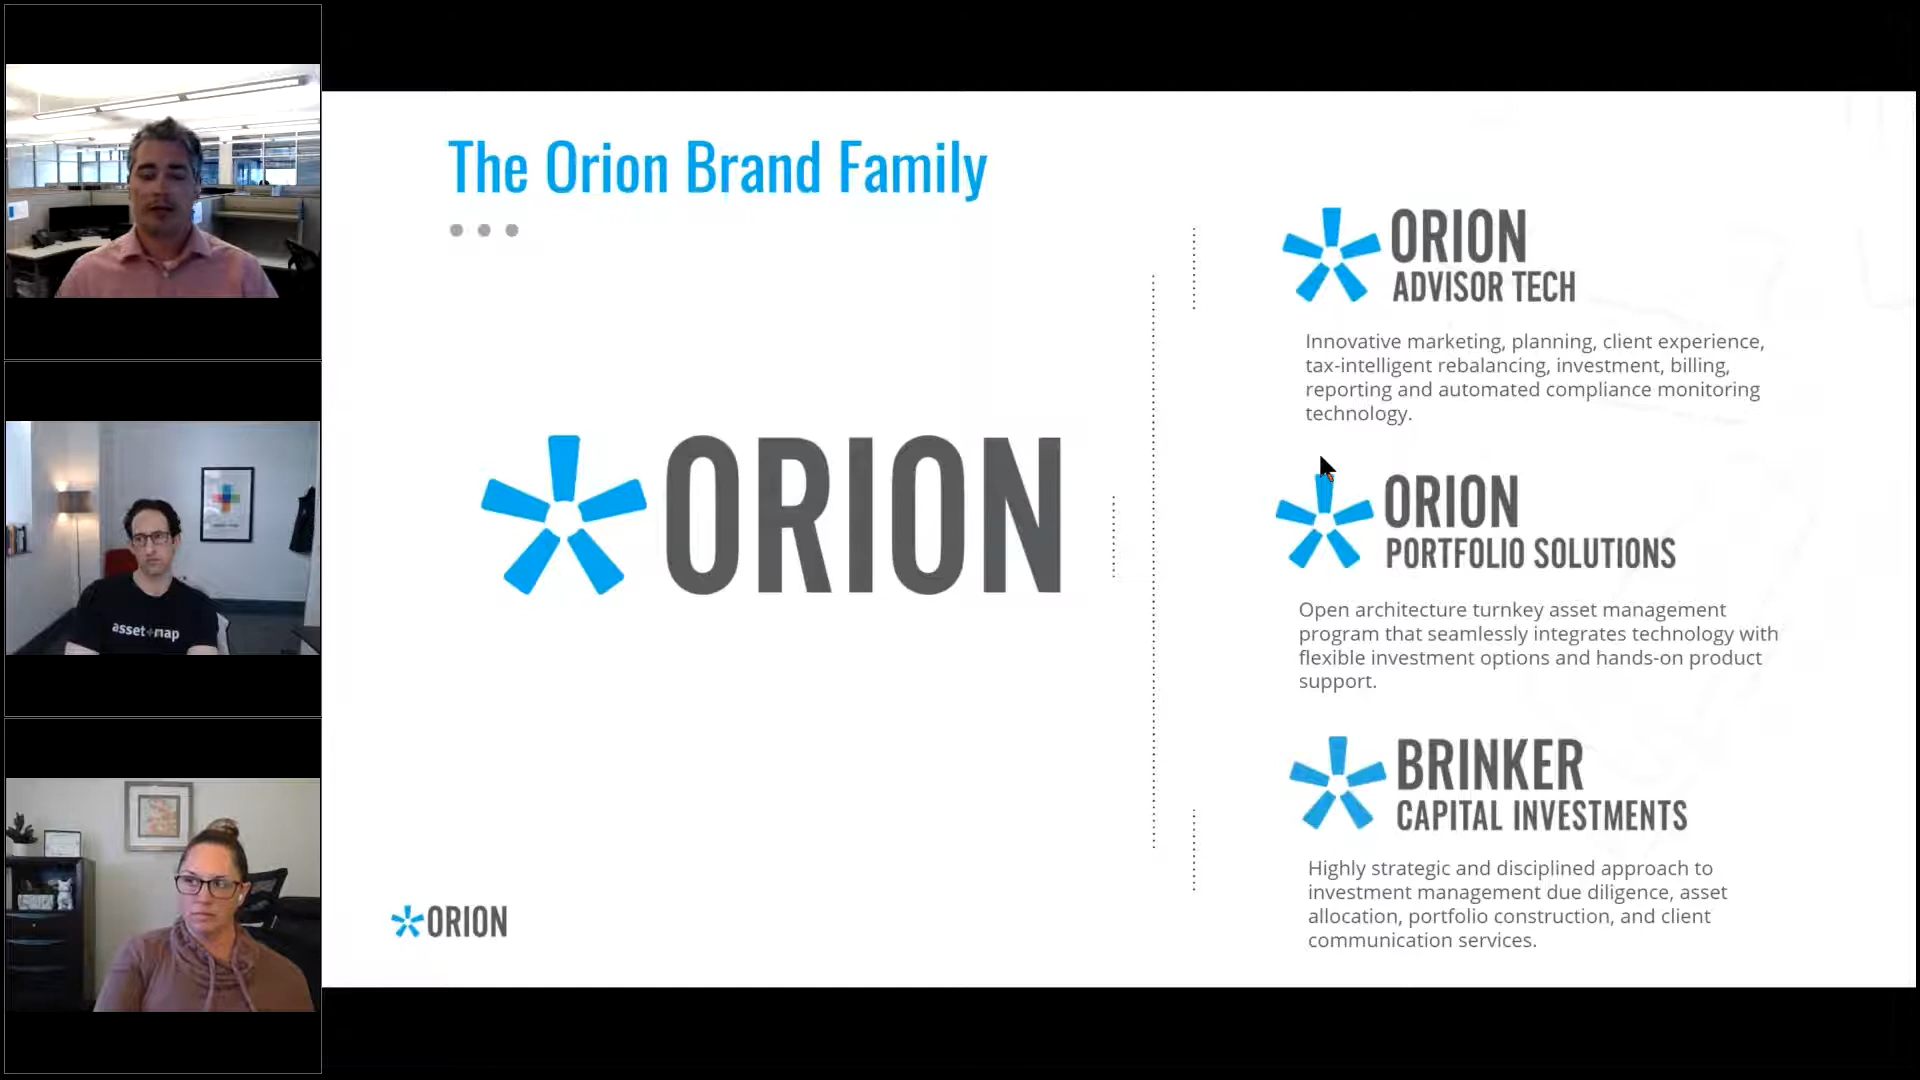 The Orion Brand Family
ORION
ORION
ADVISOR TECH
Innovative marketing, planning, client experience,
tax-intelligent rebalancing, investment, billing,
reporting and automated compliance monitoring
technology.
ORION
PORTFOLIO SOLUTIONS
Open architecture turnkey asset management
program that seamlessly integrates technology with
flexible investment options and hands-on product
support.
BRINKER
CAPITAL INVESTMENTS
Highly strategic and disciplined approach to
investment management due diligence, asset
allocation, portfolio construction, and client
communication services.
ORION
asset+map